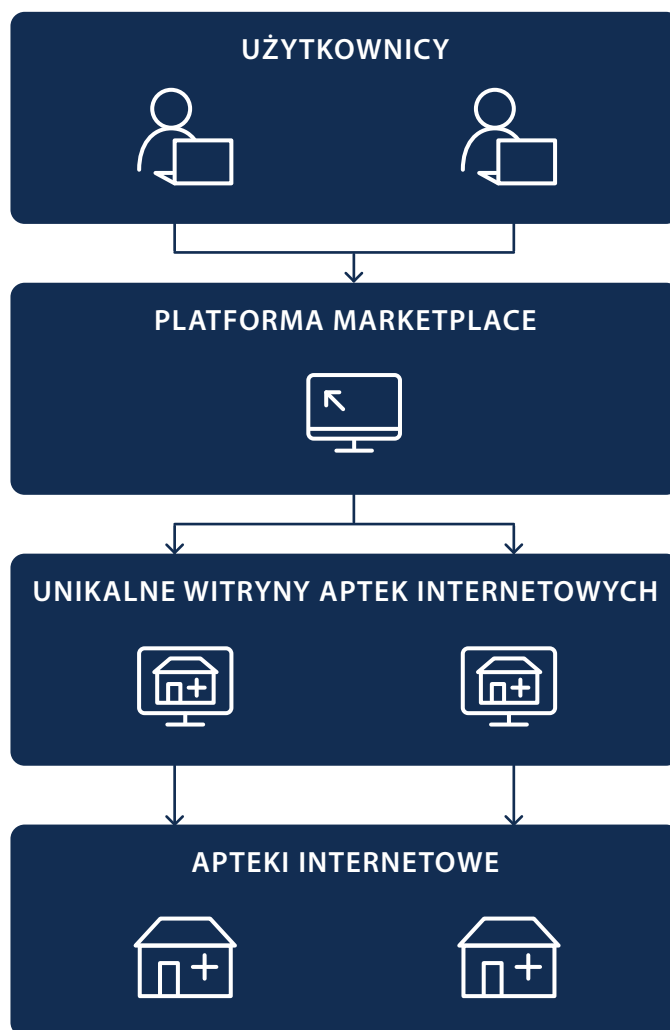 UŻYTKOWNICY
PLATFORMA MARKETPLACE
UNIKALNE WITRYNY APTEK INTERNETOWYCH
APTEKI INTERNETOWE